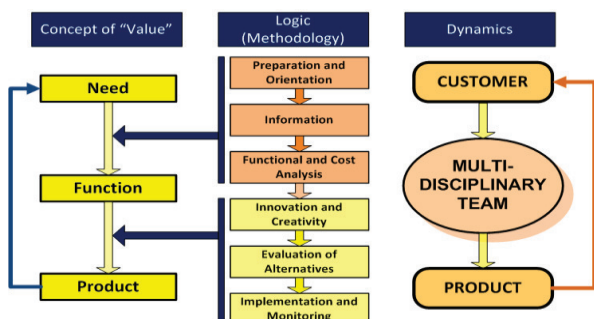 Concept of “Value”
Need
Function
Product
Logic
(Methodology)
Preparation and
Orientation
Information
Functional and Cost
Analysis
Innovation and
Creativity
Evaluation of
Alternatives
Implementation and
Monitoring
Dynamics
CUSTOMER
MULTI-
DISCIPLINARY
TEAM
PRODUCT